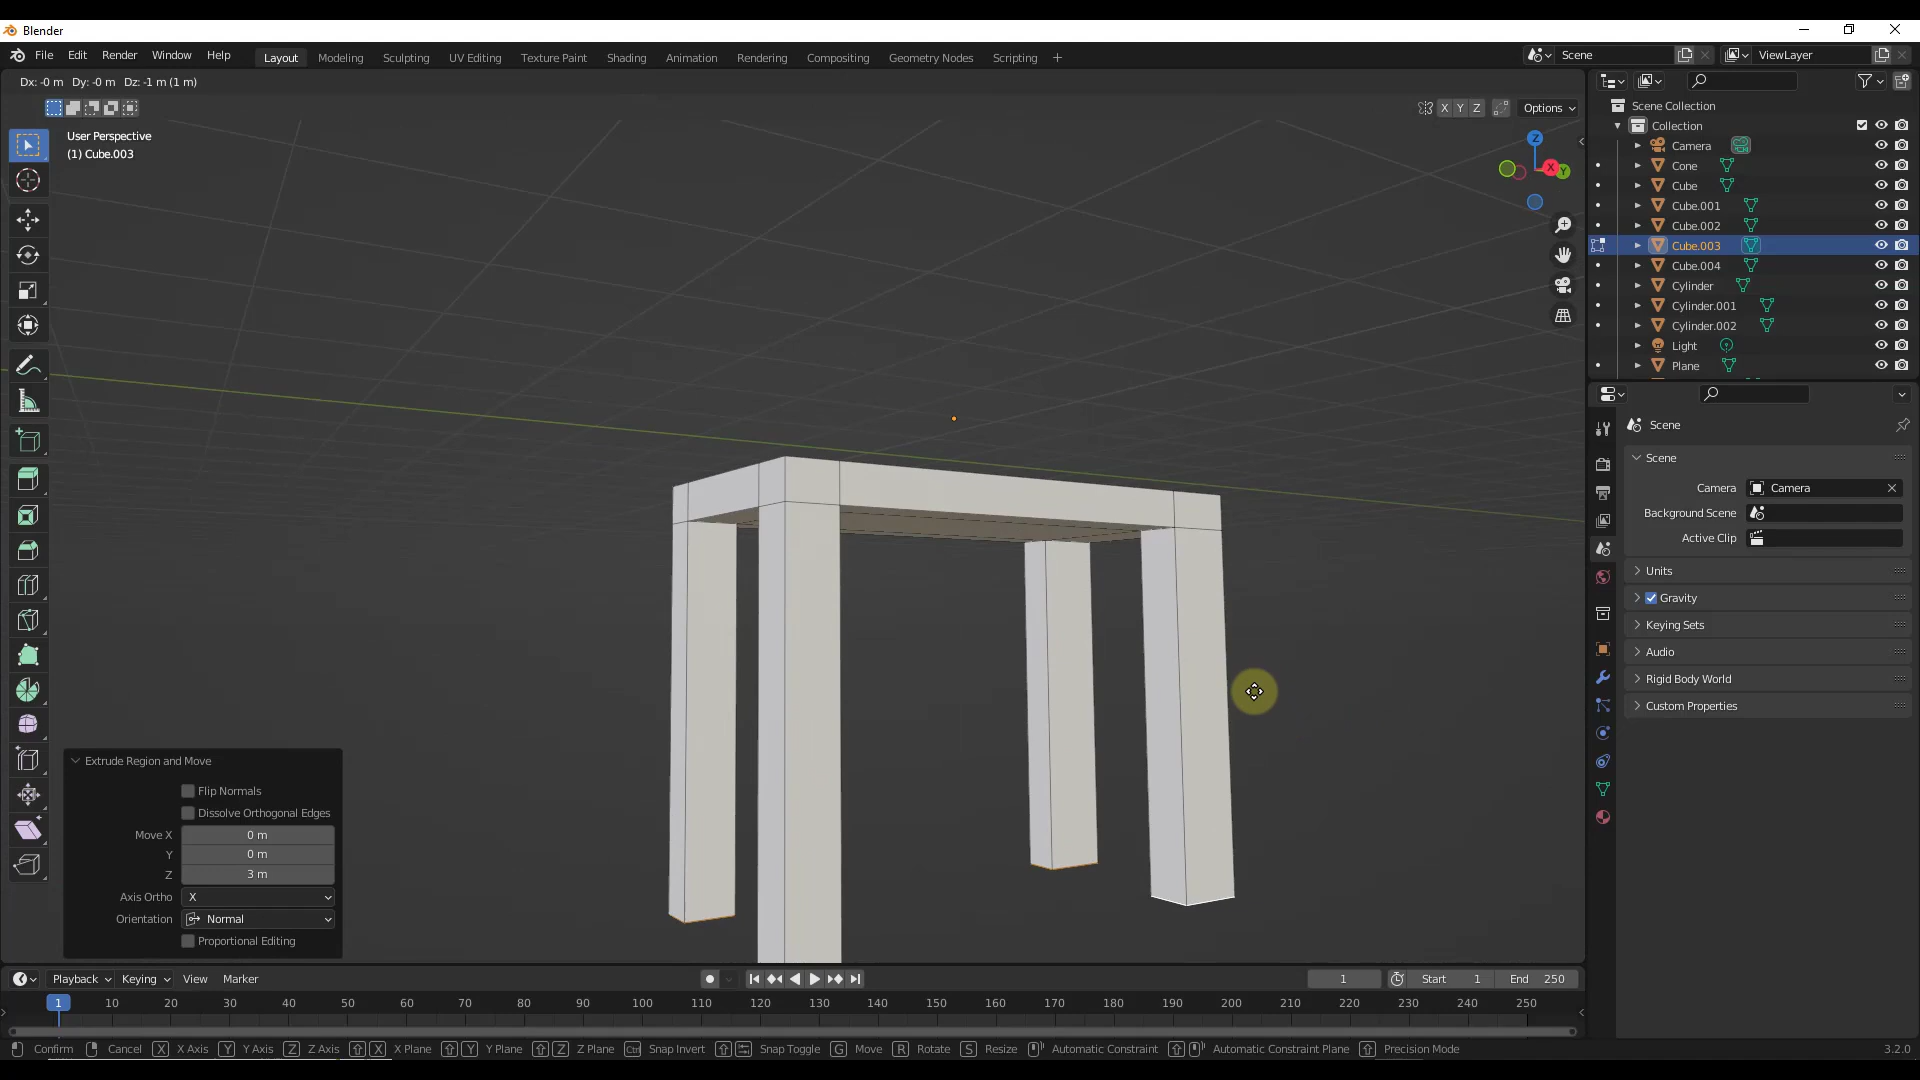 Blender
File Edit Render Window Help
Layout Modeling Sculpting UV Editing Texture Paint Shading Animation Rendering Compositing Geometry Nodes Scripting +
Scene
ViewLayer
Dx: -0 m Dy: -0 m Dz: -1 m (1 m)
X Y Z Options
User Perspective
(1) Cube.003
Z
X
Y
Scene Collection
Collection
Camera
Cone
Cube
Cube.001
Cube.002
Cube.003
Cube.004
Cylinder
Cylinder.001
Cylinder.002
Light
Plane
Scene
Scene
Camera Camera
Background Scene
Active Clip
Units
Gravity
Keying Sets
Audio
Rigid Body World
Custom Properties
Extrude Region and Move
Flip Normals
Dissolve Orthogonal Edges
Move X 0 m
Y 0 m
Z 3 m
Axis Ortho X
Orientation Normal
Proportional Editing
Playback Keying View Marker
1 Start 1 End 250
1 10 20 30 40 50 60 70 80 90 100 110 120 130 140 150 160 170 180 190 200 210 220 230 240 250
Confirm Cancel X X Axis Y Y Axis Z Z Axis X X Plane Y Y Plane Z Z Plane Ctrl Snap Invert Snap Toggle G Move R Rotate S Resize Automatic Constraint Automatic Constraint Plane Precision Mode 3.2.0